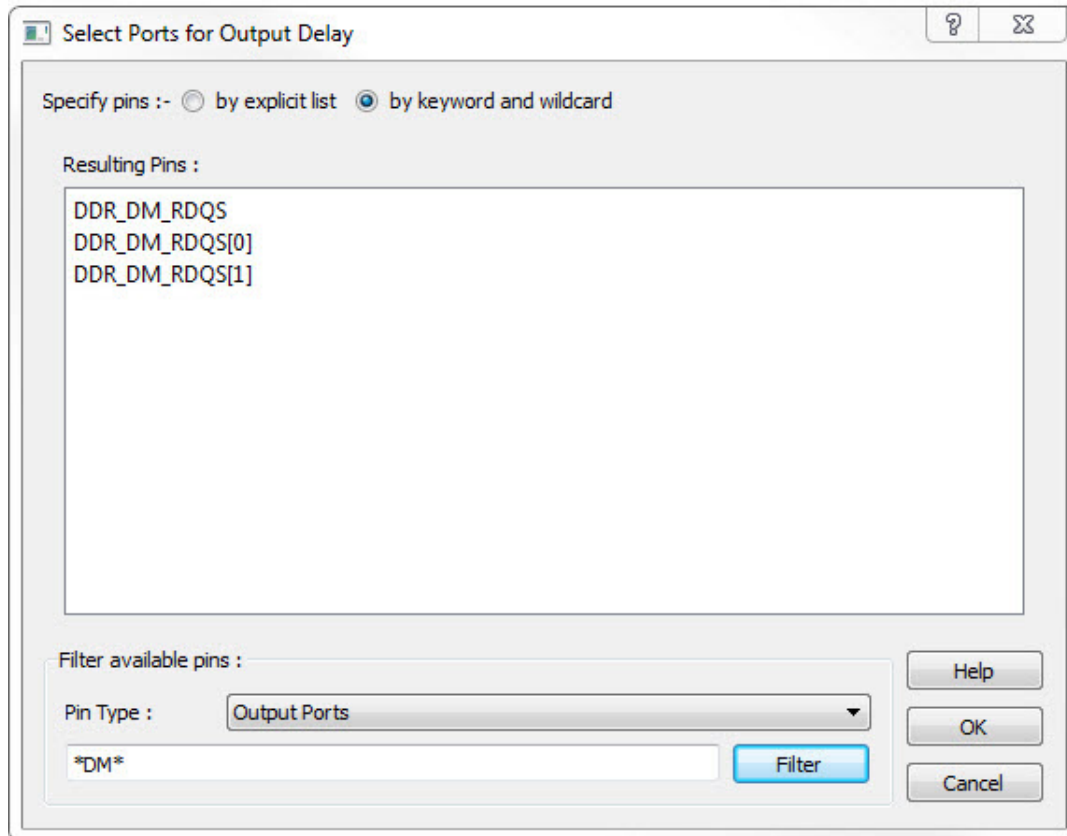 Select Ports for Output Delay
Specify pins :- by explicit list by keyword and wildcard
Resulting Pins :
DDR_DM_RDQS
DDR_DM_RDQS[0]
DDR_DM_RDQS[1]
Filter available pins :
Pin Type : Output Ports
*DM* Filter
Help
OK
Cancel